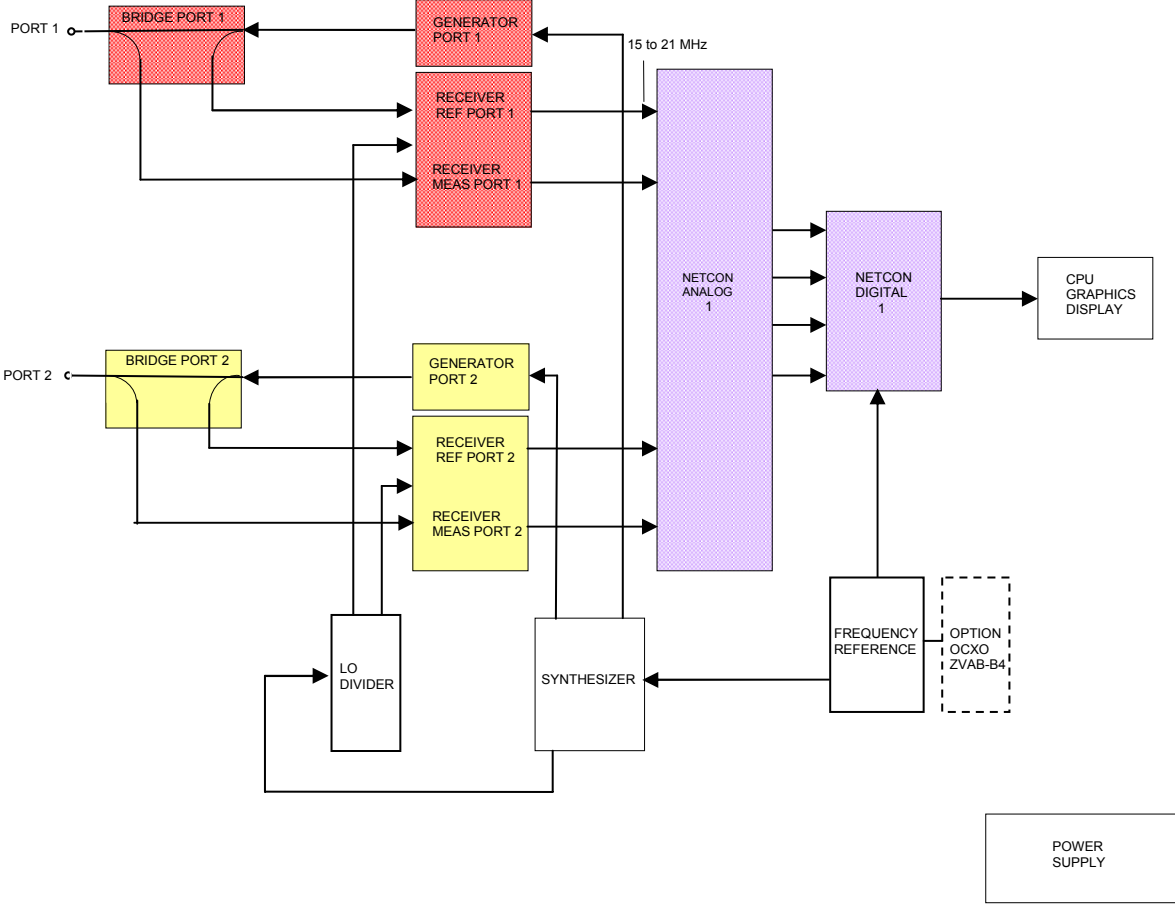 PORT 1
BRIDGE PORT 1
GENERATOR
PORT 1
15 to 21 MHz
RECEIVER
REF PORT 1
RECEIVER
MEAS PORT 1
NETCON
ANALOG
1
NETCON
DIGITAL
1
CPU
GRAPHICS
DISPLAY
PORT 2
BRIDGE PORT 2
GENERATOR
PORT 2
RECEIVER
REF PORT 2
RECEIVER
MEAS PORT 2
LO
DIVIDER
SYNTHESIZER
FREQUENCY
REFERENCE
OPTION
OCXO
ZVAB-B4
POWER
SUPPLY